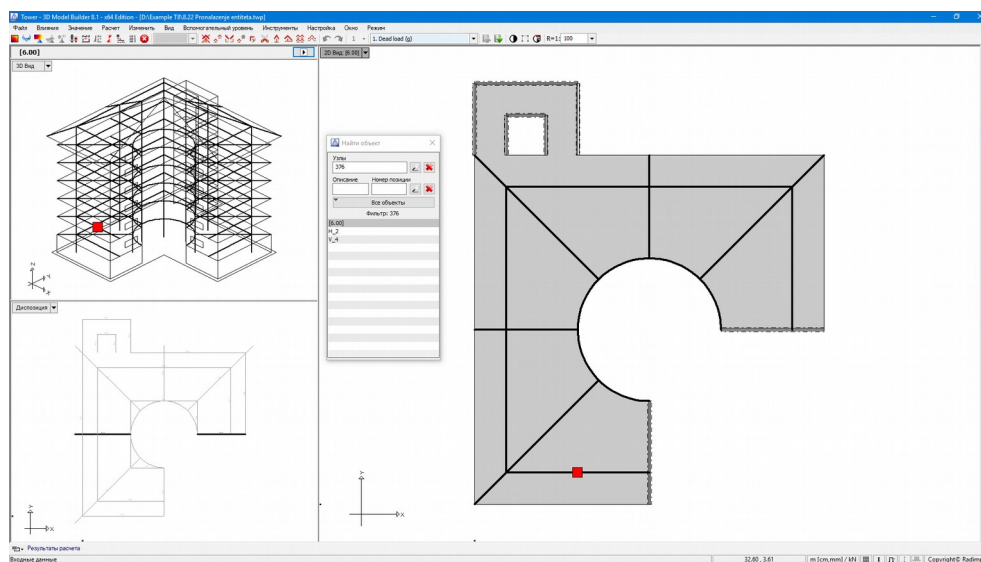 Tower - 3D Model Builder 8.1 - x64 Edition - [D:\Example T8\8.22 Pronalazenje entiteta.twp]
Файл Влияния Значение Расчет Изменить Вид Вспомогательный уровень Инструменты Настройка Окно Режим
1. Dead load (g)
R=1: 100
[6.00]
3D Вид
2D Вид: [6.00]
Найти объект
Узлы
376
Описание Номер позиции
Все объекты
Фильтр: 376
[6.00]
H_2
V_4
Z
Y
X
Диспозиция
Y
X
Y
X
Результаты расчета
Входные данные
32.60 , 3.61
m [cm,mm] / kN
Copyright©